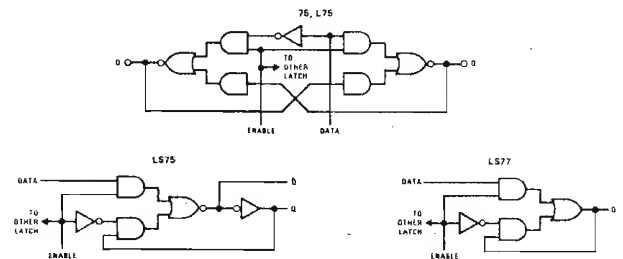 75, L75
Q
Q
TO
OTHER
LATCH
ENABLE
DATA
LS75
DATA
TO
OTHER
LATCH
ENABLE
Q
Q
LS77
DATA
TO
OTHER
LATCH
ENABLE
Q